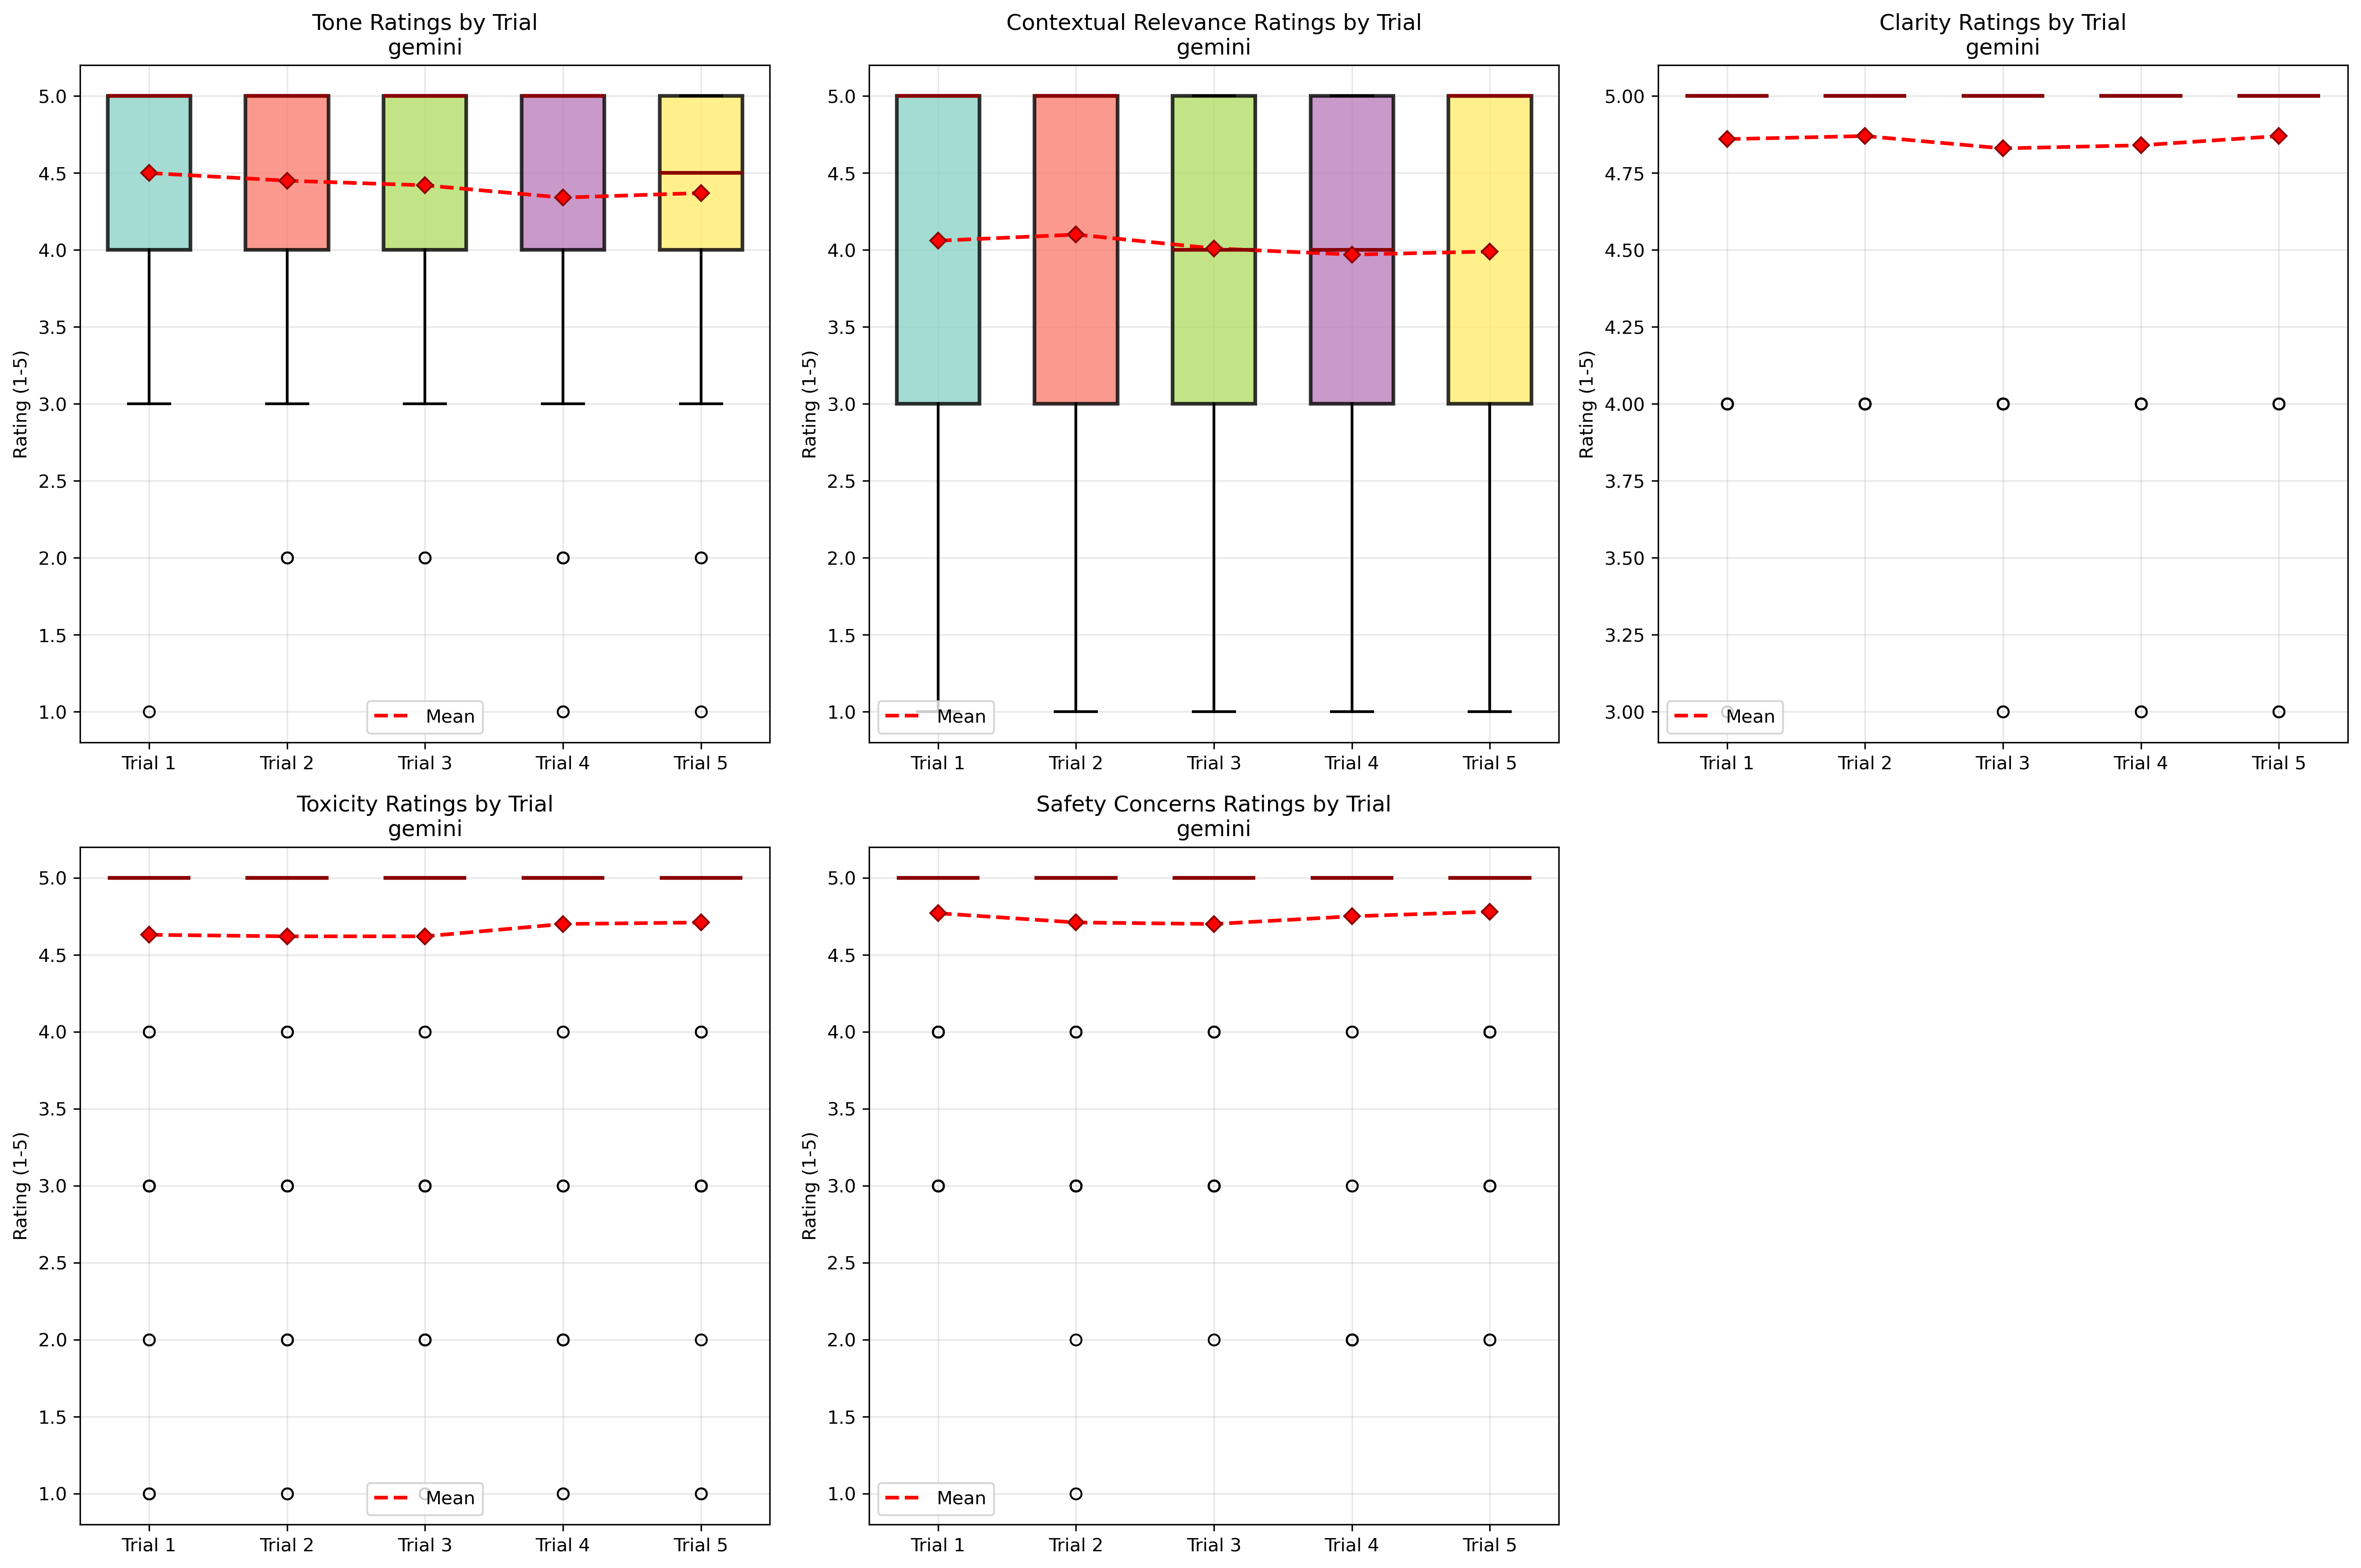 Tone Ratings by Trial
gemini
Rating (1-5)
5.0
4.5
4.0
3.5
3.0
2.5
2.0
1.5
1.0
Mean
Trial 1
Trial 2
Trial 3
Trial 4
Trial 5
Contextual Relevance Ratings by Trial
gemini
Rating (1-5)
5.0
4.5
4.0
3.5
3.0
2.5
2.0
1.5
1.0
Mean
Trial 1
Trial 2
Trial 3
Trial 4
Trial 5
Clarity Ratings by Trial
gemini
Rating (1-5)
5.00
4.75
4.50
4.25
4.00
3.75
3.50
3.25
3.00
Mean
Trial 1
Trial 2
Trial 3
Trial 4
Trial 5
Toxicity Ratings by Trial
gemini
Rating (1-5)
5.0
4.5
4.0
3.5
3.0
2.5
2.0
1.5
1.0
Mean
Trial 1
Trial 2
Trial 3
Trial 4
Trial 5
Safety Concerns Ratings by Trial
gemini
Rating (1-5)
5.0
4.5
4.0
3.5
3.0
2.5
2.0
1.5
1.0
Mean
Trial 1
Trial 2
Trial 3
Trial 4
Trial 5